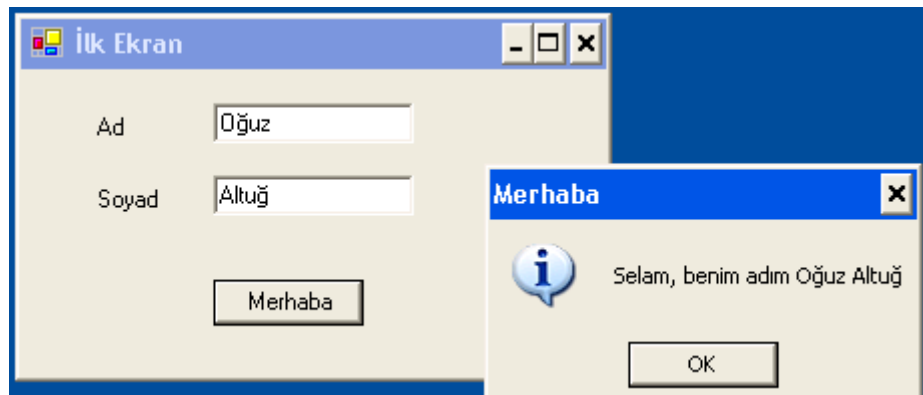 İlk Ekran
Ad
Oğuz
Soyad
Altuğ
Merhaba
Merhaba
Selam, benim adım Oğuz Altuğ
OK